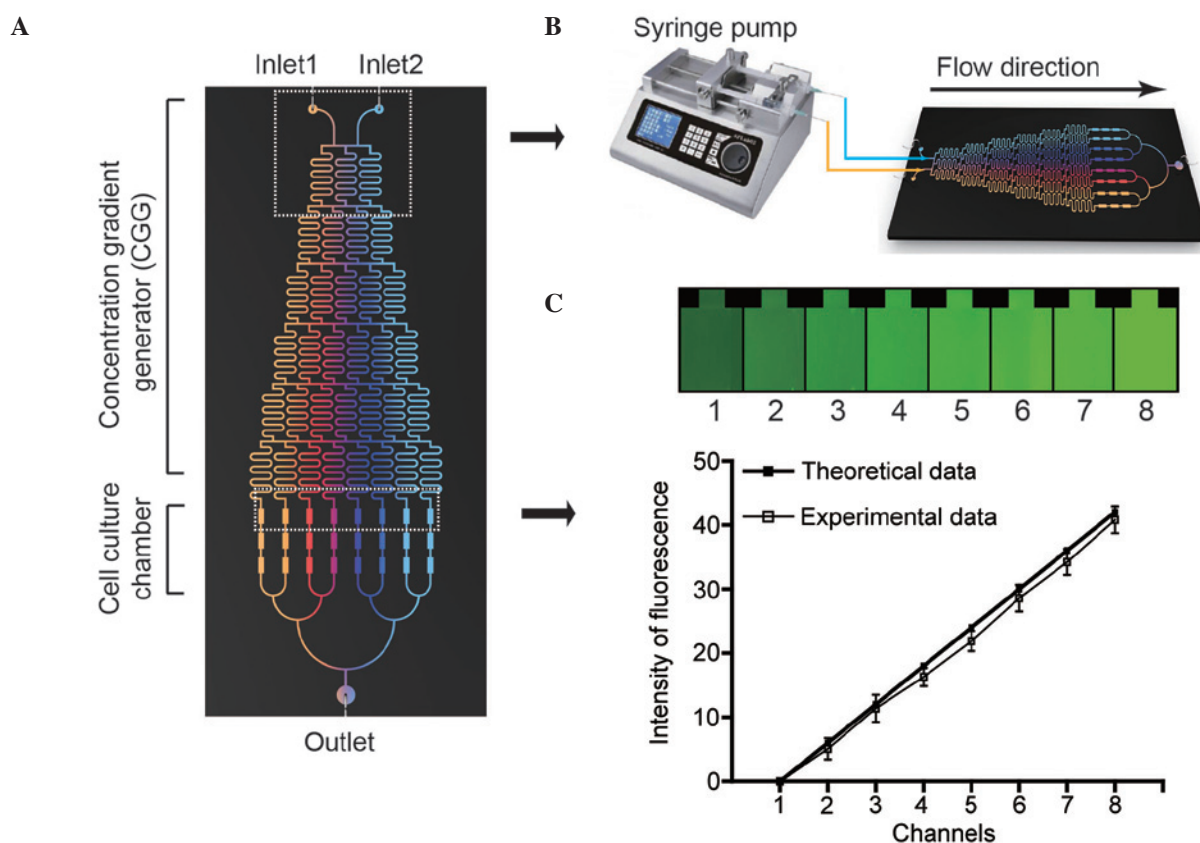 A
Inlet1 Inlet2
Concentration gradient
generator (CGG)
Cell culture
chamber
Outlet
B
Syringe pump
Flow direction
C
1 2 3 4 5 6 7 8
50
40
30
20
10
0
Theoretical data
Experimental data
Intensity of fluorescence
1 2 3 4 5 6 7 8
Channels